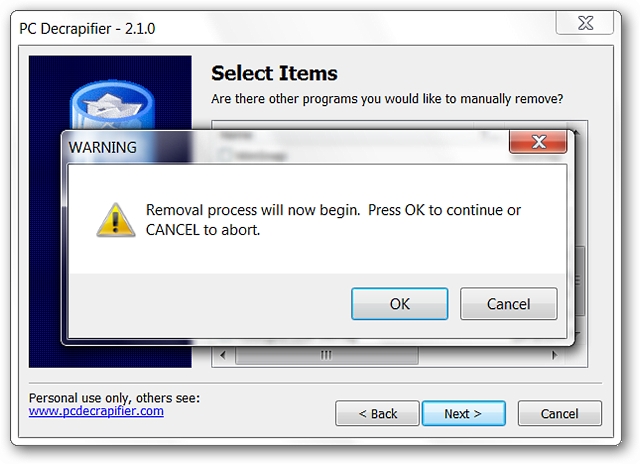 PC Decrapifier - 2.1.0
Select Items
Are there other programs you would like to manually remove?
WARNING
Removal process will now begin.  Press OK to continue or
CANCEL to abort.
OK
Cancel
Personal use only, others see:
www.pcdecrapifier.com
< Back
Next >
Cancel